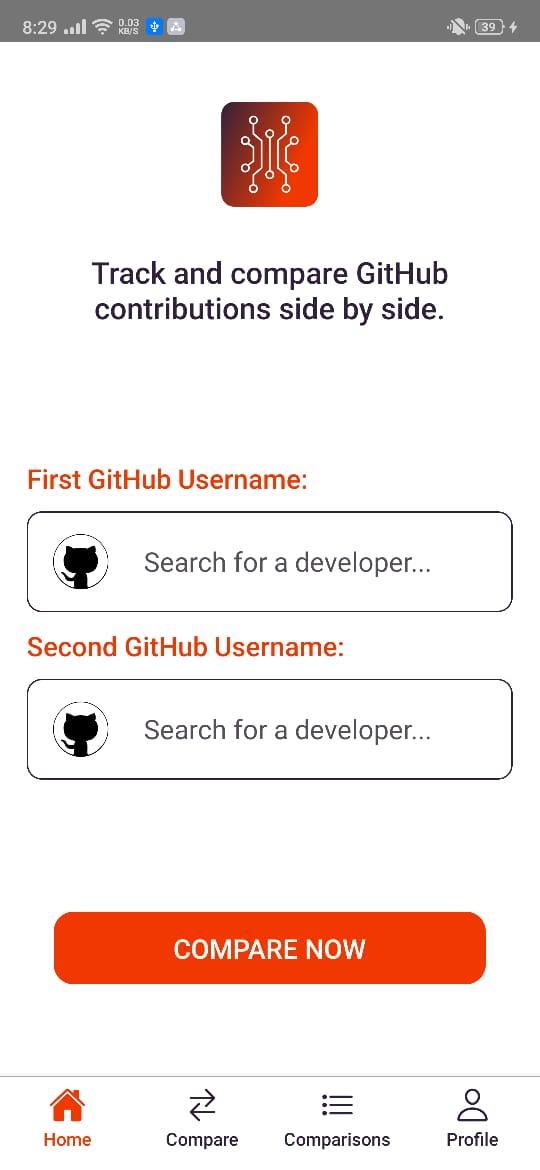 8:29
0.03
KB/S
39
Track and compare GitHub
contributions side by side.
First GitHub Username:
Search for a developer...
Second GitHub Username:
Search for a developer...
COMPARE NOW
Home
Compare
Comparisons
Profile